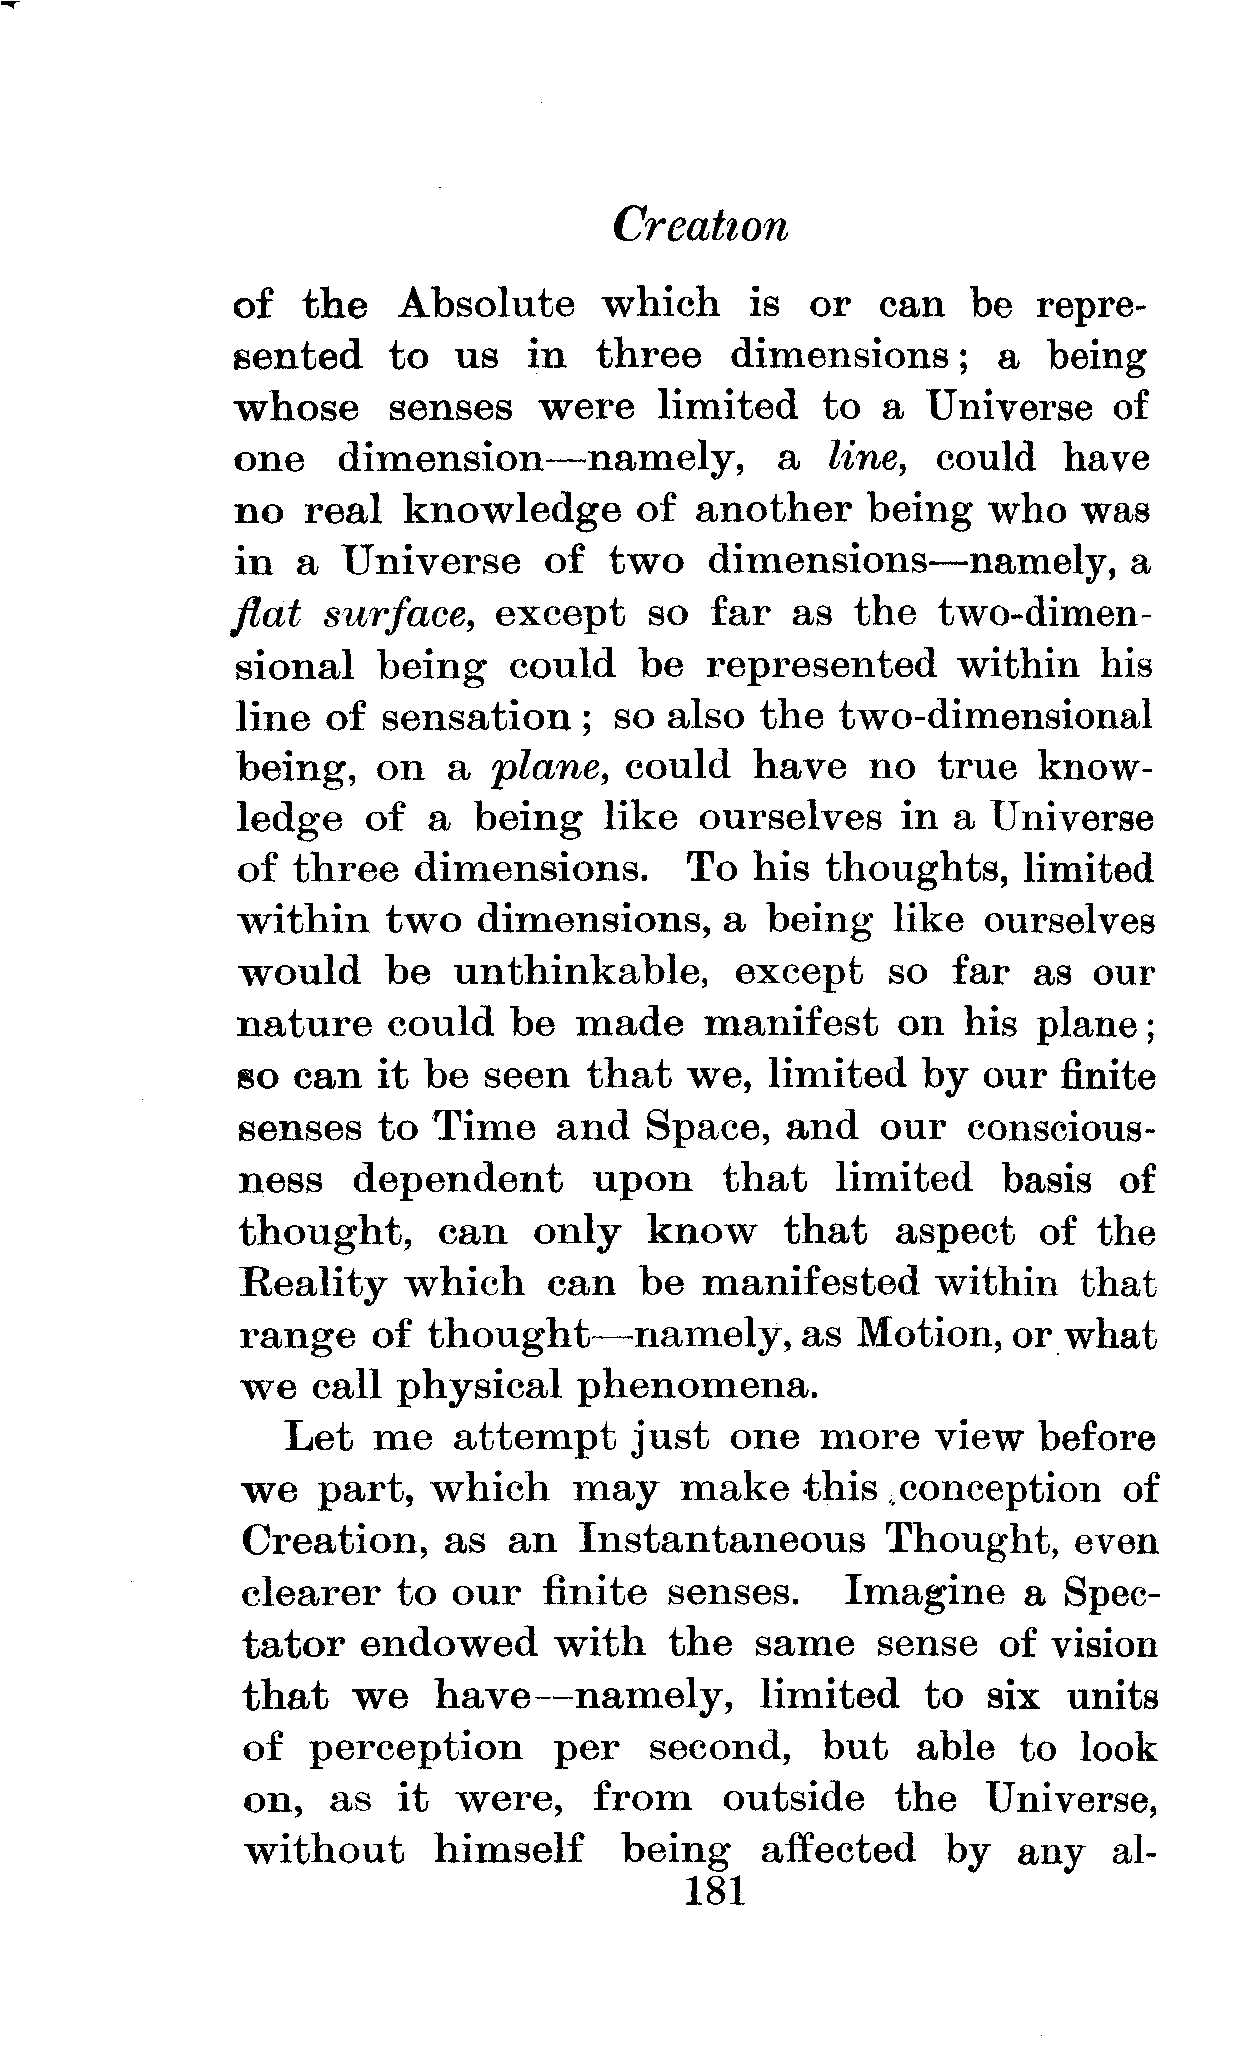 Creation
of the Absolute which is or can be repre-
sented to us in three dimensions; a being
whose senses were limited to a Universe of
one dimension—namely, a line, could have
no real knowledge of another being who was
in a Universe of two dimensions—namely, a
flat surface, except so far as the two-dimen-
sional being could be represented within his
line of sensation; so also the two-dimensional
being, on a plane, could have no true know-
ledge of a being like ourselves in a Universe
of three dimensions. To his thoughts, limited
within two dimensions, a being like ourselves
would be unthinkable, except so far as our
nature could be made manifest on his plane;
so can it be seen that we, limited by our finite
senses to Time and Space, and our conscious-
ness dependent upon that limited basis of
thought, can only know that aspect of the
Reality which can be manifested within that
range of thought—namely, as Motion, or what
we call physical phenomena.
Let me attempt just one more view before
we part, which may make this conception of
Creation, as an Instantaneous Thought, even
clearer to our finite senses. Imagine a Spec-
tator endowed with the same sense of vision
that we have—namely, limited to six units
of perception per second, but able to look
on, as it were, from outside the Universe,
without himself being affected by any al-
181